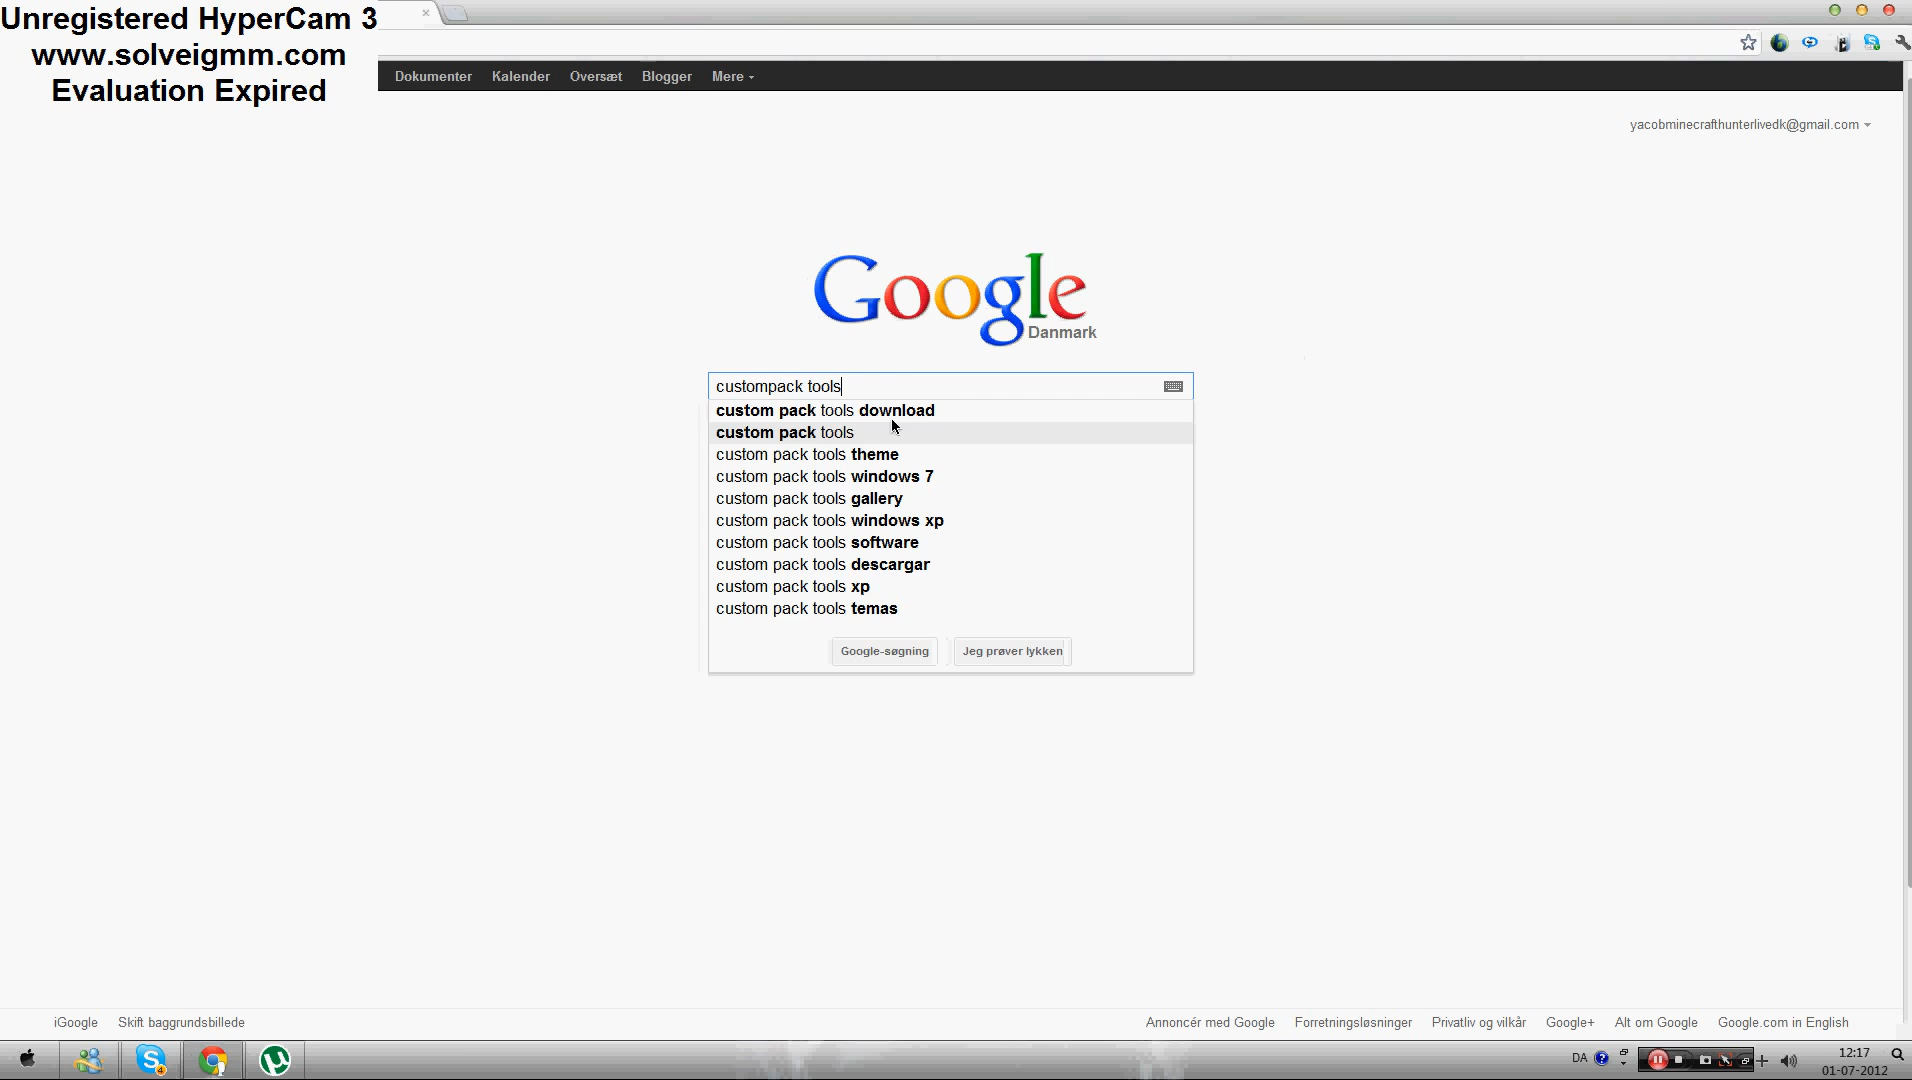 Unregistered HyperCam 3
www.solveigmm.com
Evaluation Expired
Dokumenter Kalender Oversæt Blogger Mere
yacobminecrafthunterlivedk@gmail.com
Google
Danmark
custompack tools
custom pack tools download
custom pack tools
custom pack tools theme
custom pack tools windows 7
custom pack tools gallery
custom pack tools windows xp
custom pack tools software
custom pack tools descargar
custom pack tools xp
custom pack tools temas
Google-søgning Jeg prøver lykken
iGoogle Skift baggrundsbillede Annoncér med Google Forretningsløsninger Privatliv og vilkår Google+ Alt om Google Google.com in English
4 DA 12:17
01-07-2012